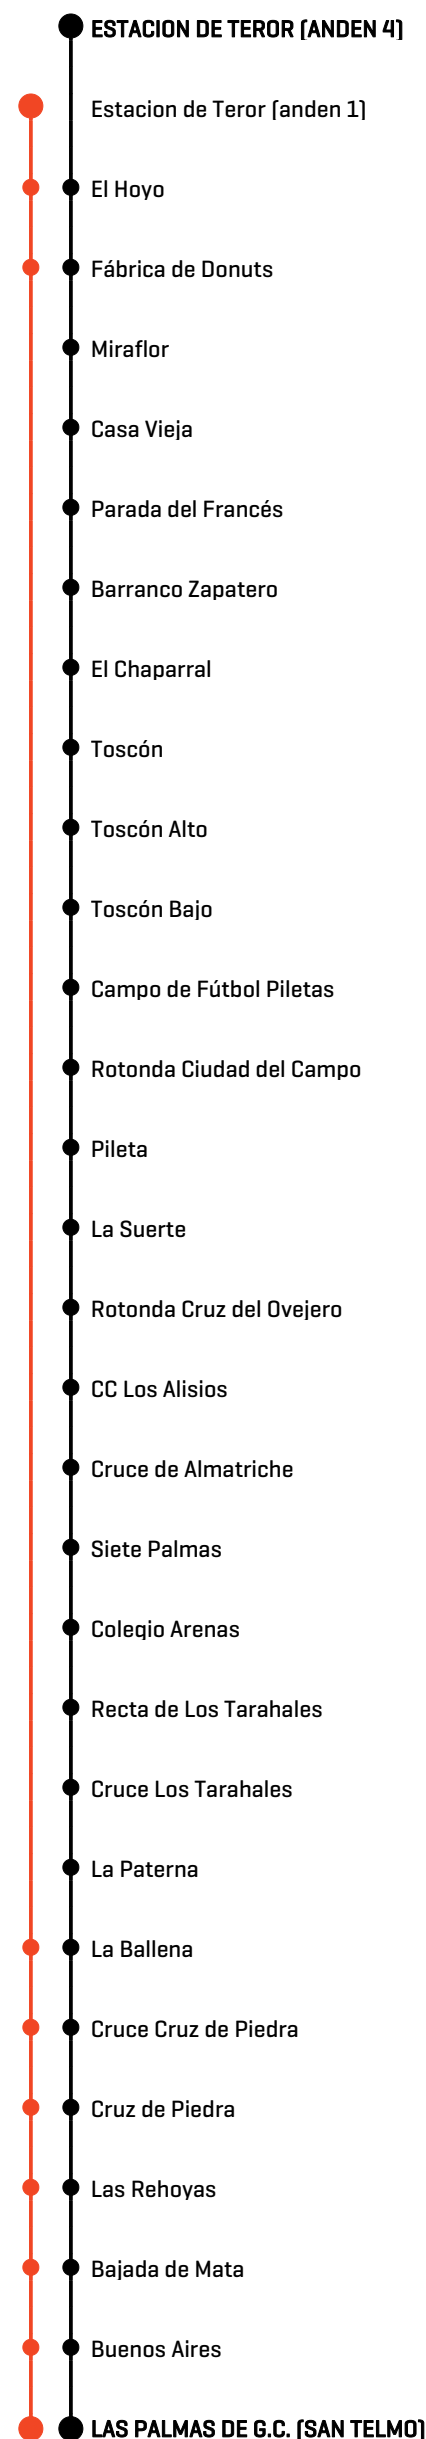 ESTACION DE TEROR (ANDEN 4)
Estacion de Teror (anden 1)
El Hoyo
Fábrica de Donuts
Miraflor
Casa Vieja
Parada del Francés
Barranco Zapatero
El Chaparral
Toscón
Toscón Alto
Toscón Bajo
Campo de Fútbol Piletas
Rotonda Ciudad del Campo
Pileta
La Suerte
Rotonda Cruz del Ovejero
CC Los Alisios
Cruce de Almatriche
Siete Palmas
Colegio Arenas
Recta de Los Tarahales
Cruce Los Tarahales
La Paterna
La Ballena
Cruce Cruz de Piedra
Cruz de Piedra
Las Rehoyas
Bajada de Mata
Buenos Aires
LAS PALMAS DE G.C. (SAN TELMO)